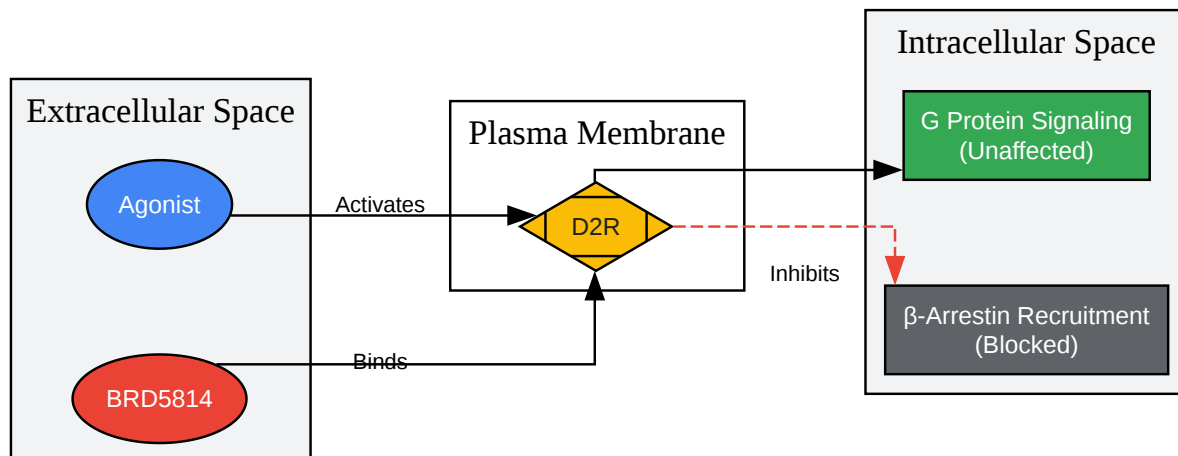 Extracellular Space
Agonist
BRD5814
Activates
Binds
Plasma Membrane
D2R
Inhibits
Intracellular Space
G Protein Signaling
(Unaffected)
β-Arrestin Recruitment
(Blocked)